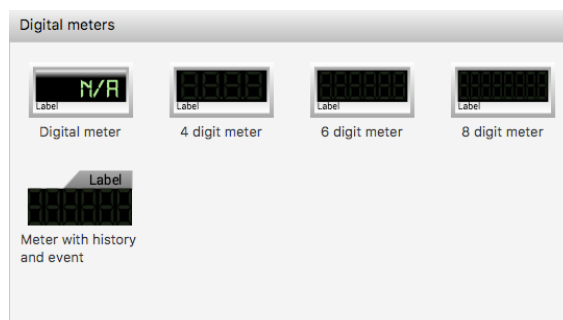 Digital meters
N/A
Label
Label
Label
Label
Digital meter
4 digit meter
6 digit meter
8 digit meter
Label
Meter with history
and event